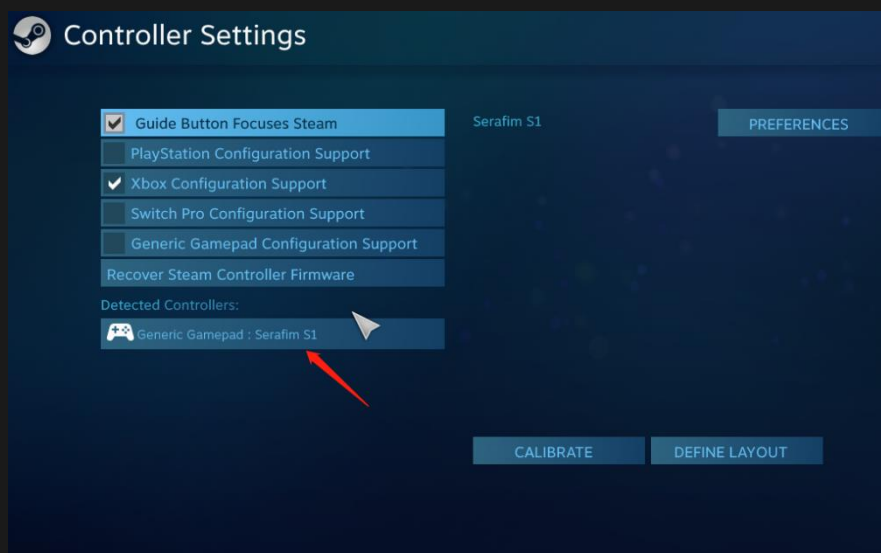 Controller Settings
Guide Button Focuses Steam
PlayStation Configuration Support
Xbox Configuration Support
Switch Pro Configuration Support
Generic Gamepad Configuration Support
Recover Steam Controller Firmware
Detected Controllers:
Generic Gamepad : Serafim S1
Serafim S1
PREFERENCES
CALIBRATE
DEFINE LAYOUT